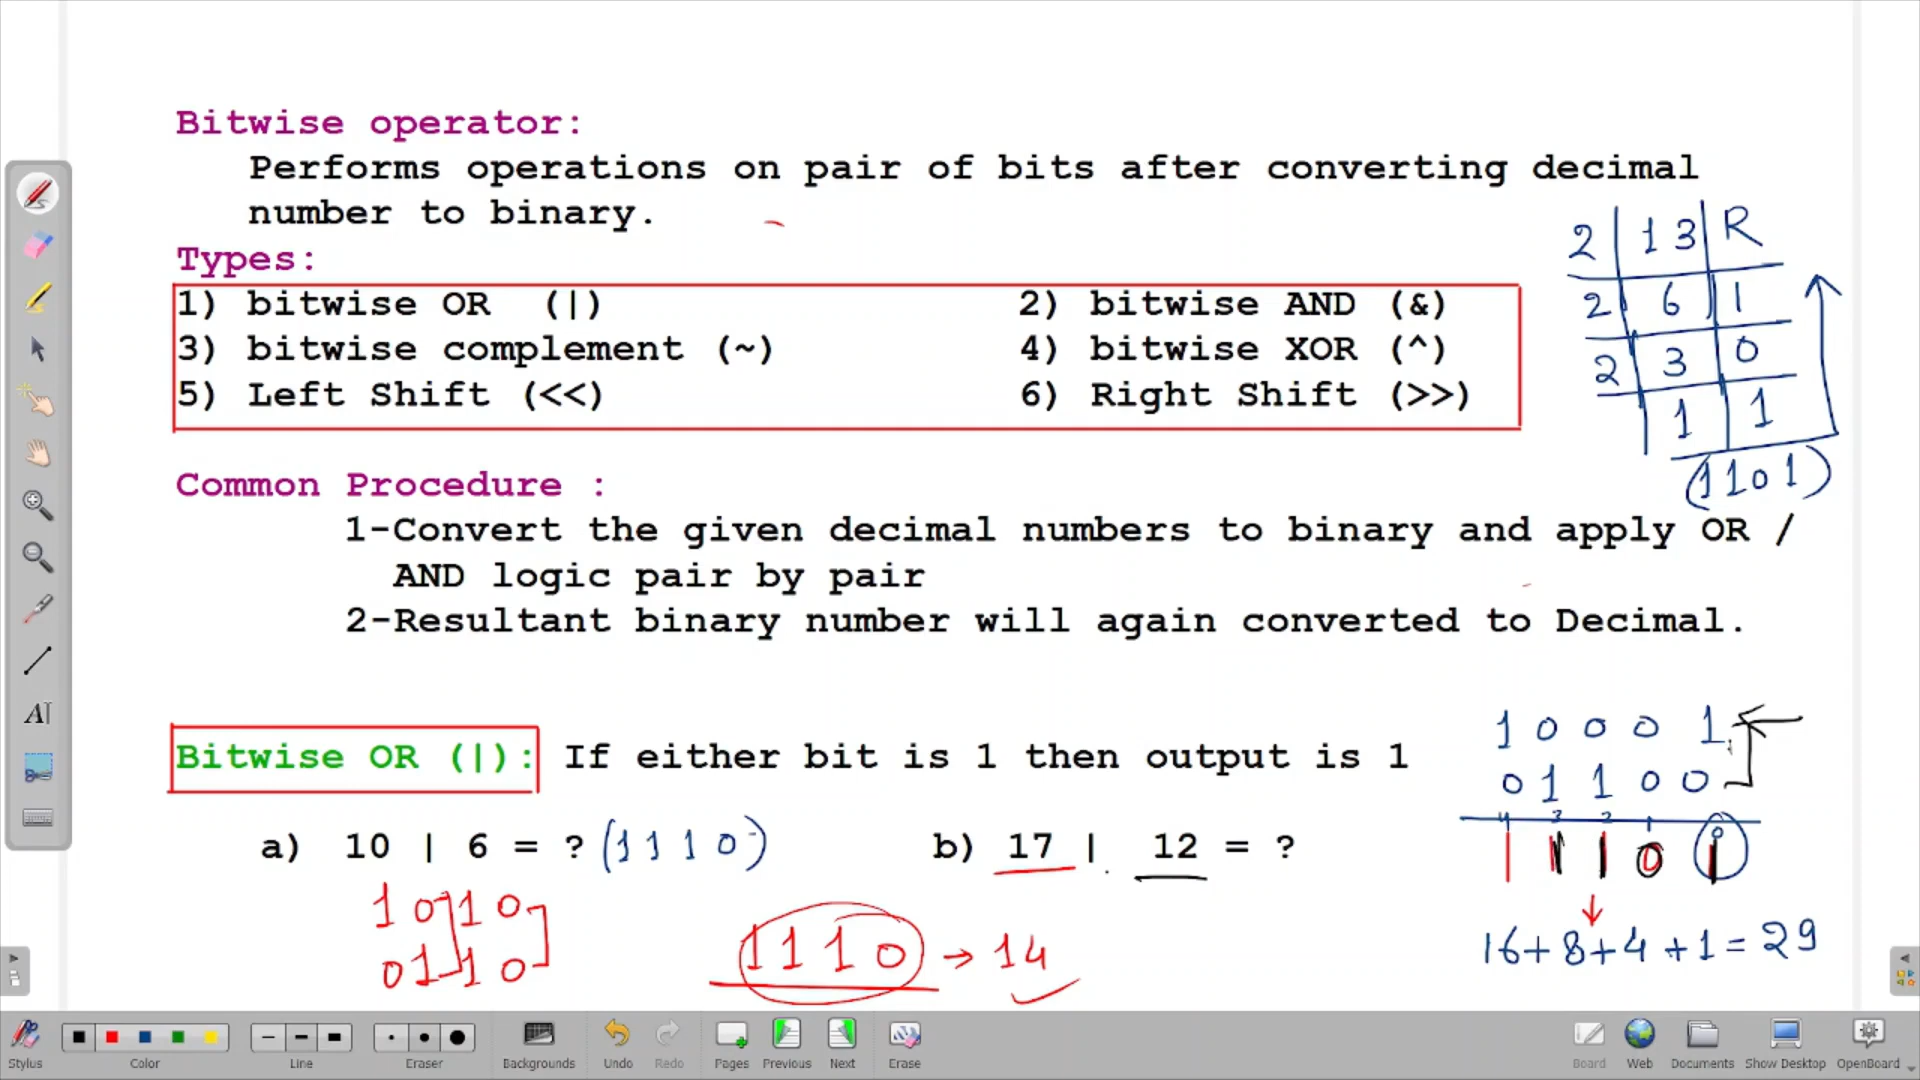 Bitwise operator:
Performs operations on pair of bits after converting decimal
number to binary.
Types:
1) bitwise OR (|) 2) bitwise AND (&)
3) bitwise complement (~) 4) bitwise XOR (^)
5) Left Shift (<<) 6) Right Shift (>>)
2 13 R
2 6 1
2 3 0
1 1
(1101)
Common Procedure :
1-Convert the given decimal numbers to binary and apply OR /
AND logic pair by pair
2-Resultant binary number will again converted to Decimal.
Bitwise OR (|): If either bit is 1 then output is 1
1 0 0 0 1
0 1 1 0 0
4 3 2 1 0
1 1 1 0 1
16+8+4+1=29
a) 10 | 6 = ? (1110) b) 17 | 12 = ?
1 0 1 0
0 1 1 0
1110 → 14
Stylus Color Line Eraser Backgrounds Undo Redo Pages Previous Next Erase Board Web Documents Show Desktop OpenBoard